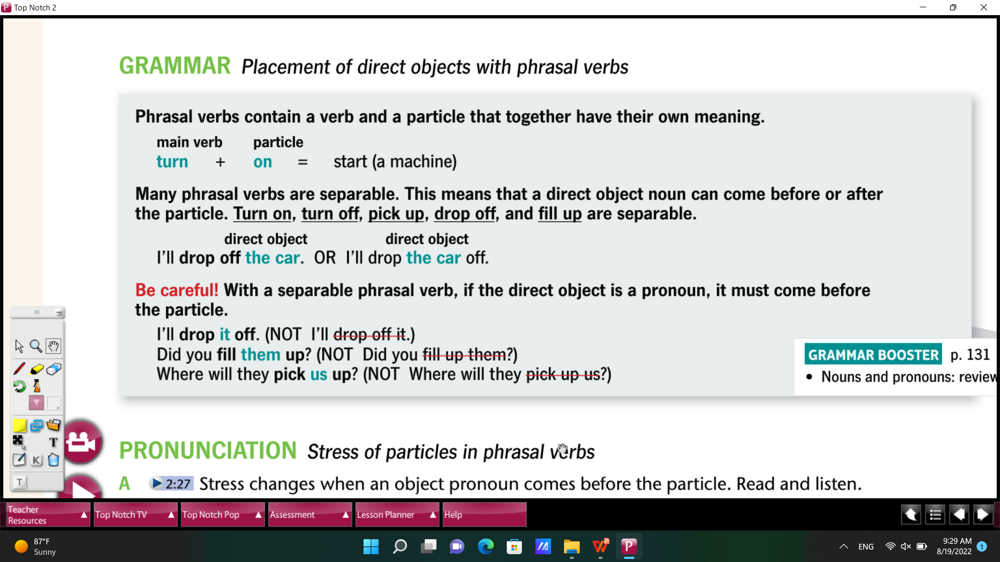 Top Notch 2
GRAMMAR Placement of direct objects with phrasal verbs
Phrasal verbs contain a verb and a particle that together have their own meaning.
main verb particle
turn + on = start (a machine)
Many phrasal verbs are separable. This means that a direct object noun can come before or after
the particle. Turn on, turn off, pick up, drop off, and fill up are separable.
direct object direct object
I'll drop off the car. OR I'll drop the car off.
Be careful! With a separable phrasal verb, if the direct object is a pronoun, it must come before
the particle.
I'll drop it off. (NOT I'll drop off it.)
Did you fill them up? (NOT Did you fill up them?)
Where will they pick us up? (NOT Where will they pick up us?)
GRAMMAR BOOSTER p. 131
• Nouns and pronouns: review
PRONUNCIATION Stress of particles in phrasal verbs
A 2:27 Stress changes when an object pronoun comes before the particle. Read and listen.
T
K
T
Teacher
Resources
Top Notch TV
Top Notch Pop
Assessment
Lesson Planner
Help
87°F
Sunny
ENG
9:29 AM
8/19/2022
1